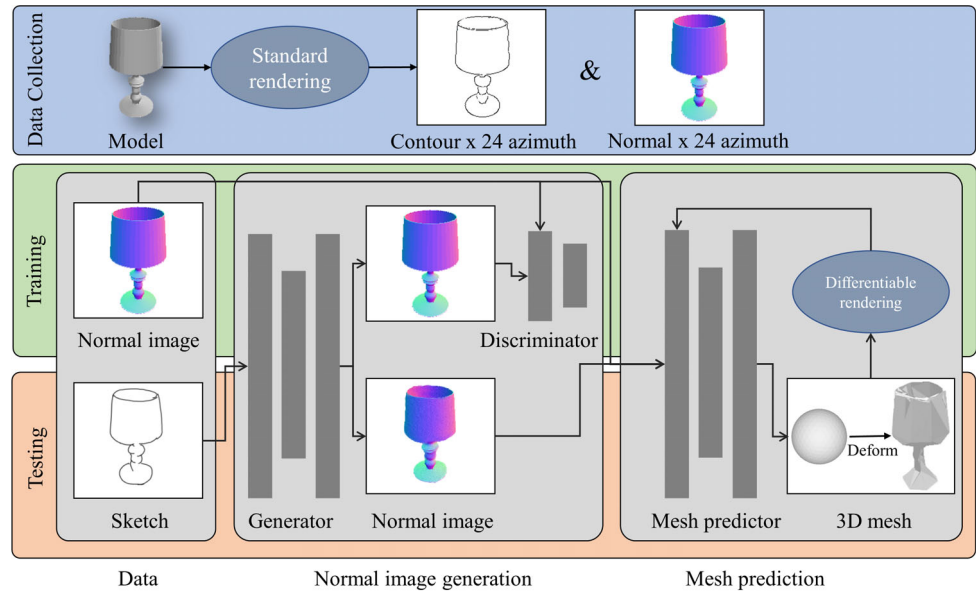 Data Collection
Standard
rendering
&
Model
Contour x 24 azimuth
Normal x 24 azimuth
Training
Normal image
Discriminator
Differentiable
rendering
Testing
Deform
Sketch
Generator
Normal image
Mesh predictor
3D mesh
Data
Normal image generation
Mesh prediction